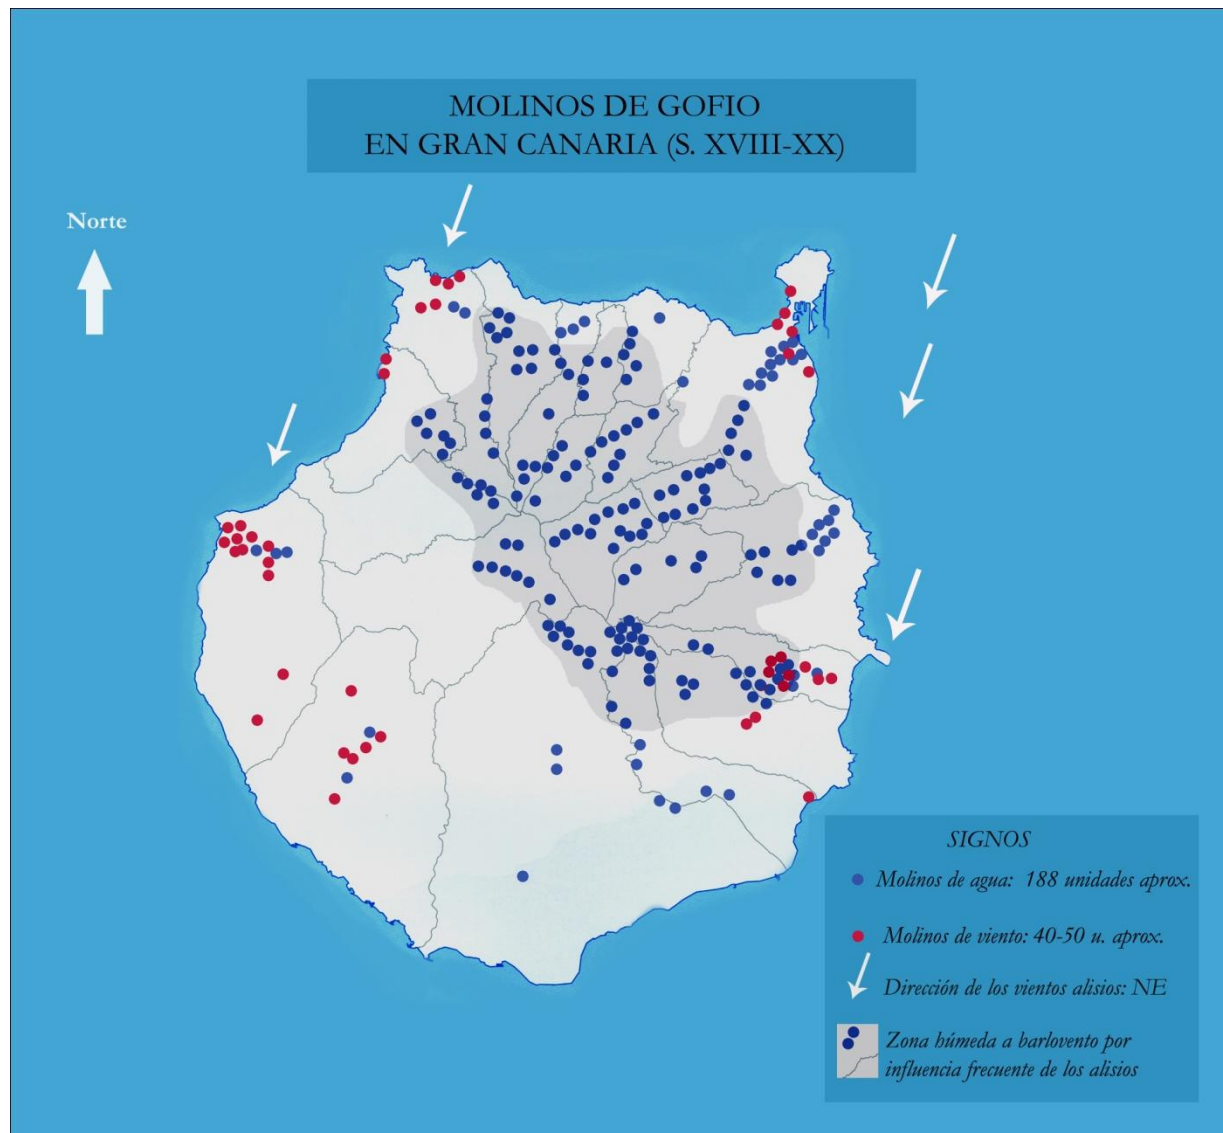 MOLINOS DE GOFIO
EN GRAN CANARIA (S. XVIII-XX)
Norte
SIGNOS
Molinos de agua: 188 unidades aprox.
Molinos de viento: 40-50 u. aprox.
Dirección de los vientos alisios: NE
Zona húmeda a barlovento por
influencia frecuente de los alisios